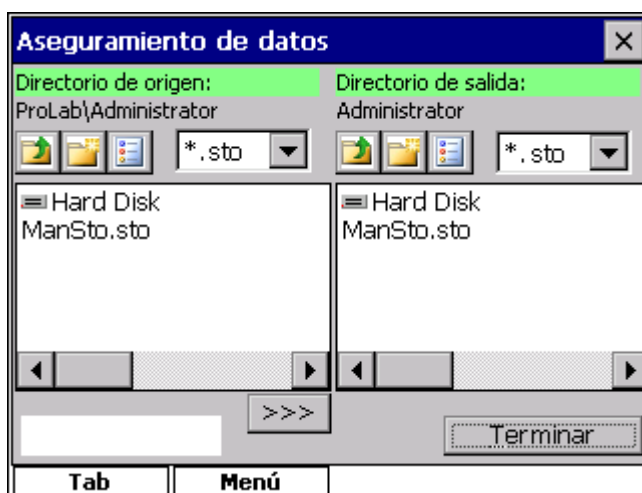 Aseguramiento de datos
Directorio de origen:
ProLab\Administrator
*.sto
Hard Disk
ManSto.sto
Directorio de salida:
Administrator
*.sto
Hard Disk
ManSto.sto
>>>
Terminar
Tab
Menú